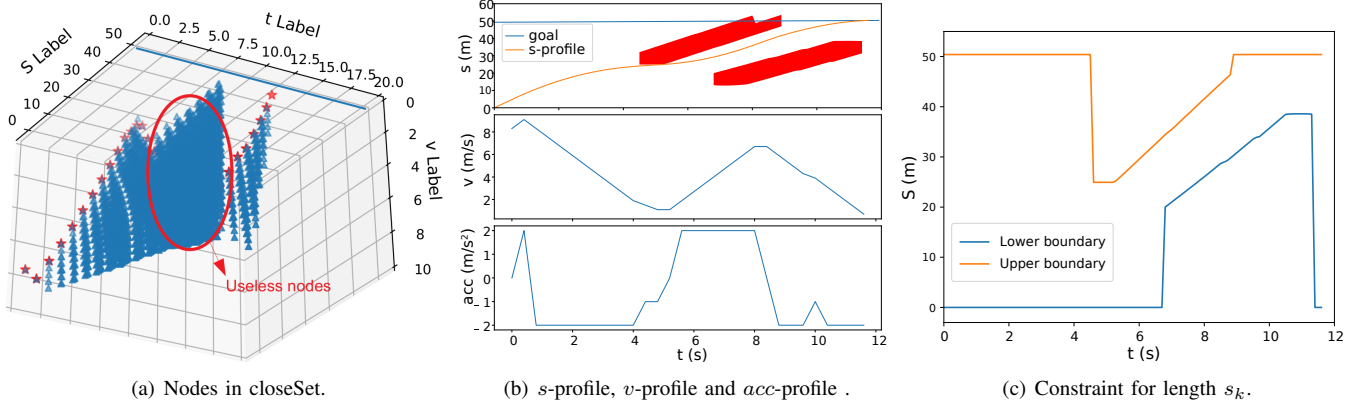 t Label
0.0
2.5
5.0
7.5
10.0
12.5
15.0
17.5
20.0
S Label
50
40
30
20
10
0
0
2
4
6
8
10
v Label
Useless nodes
(a) Nodes in closeSet.
60
50
40
30
20
10
0
s (m)
goal
s-profile
8
6
4
2
v (m/s)
2
1
0
−1
−2
acc (m/s²)
0 2 4 6 8 10 12
t (s)
(b) s-profile, v-profile and acc-profile .
50
40
30
20
10
0
S (m)
Lower boundary
Upper boundary
0 2 4 6 8 10 12
t (s)
(c) Constraint for length sₖ.